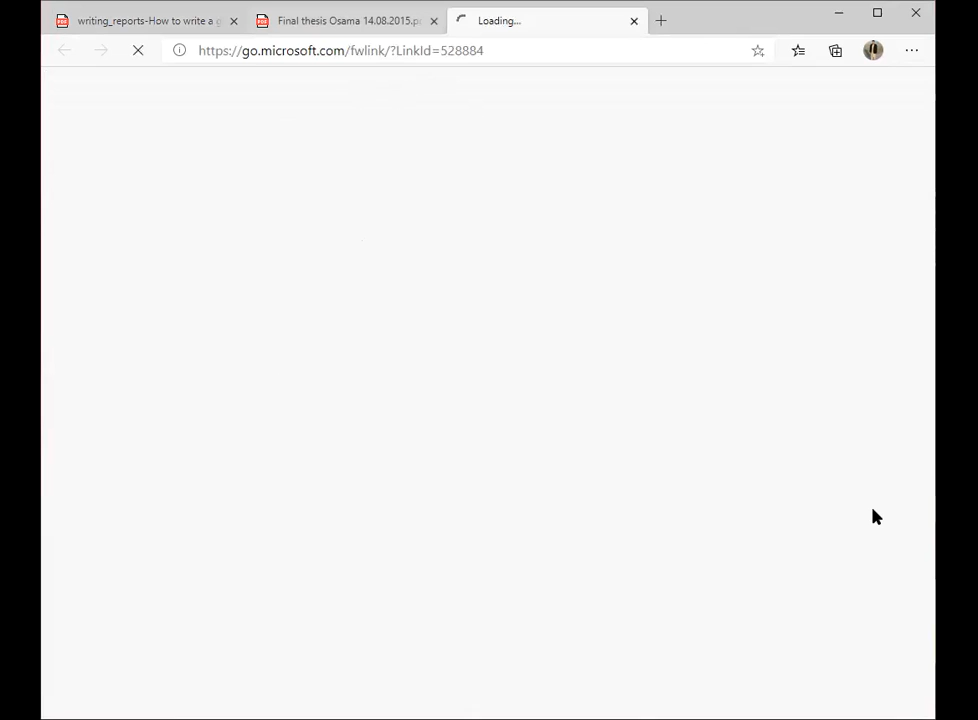 writing_reports-How to write a g
Final thesis Osama 14.08.2015.p
Loading...
https://go.microsoft.com/fwlink/?LinkId=528884